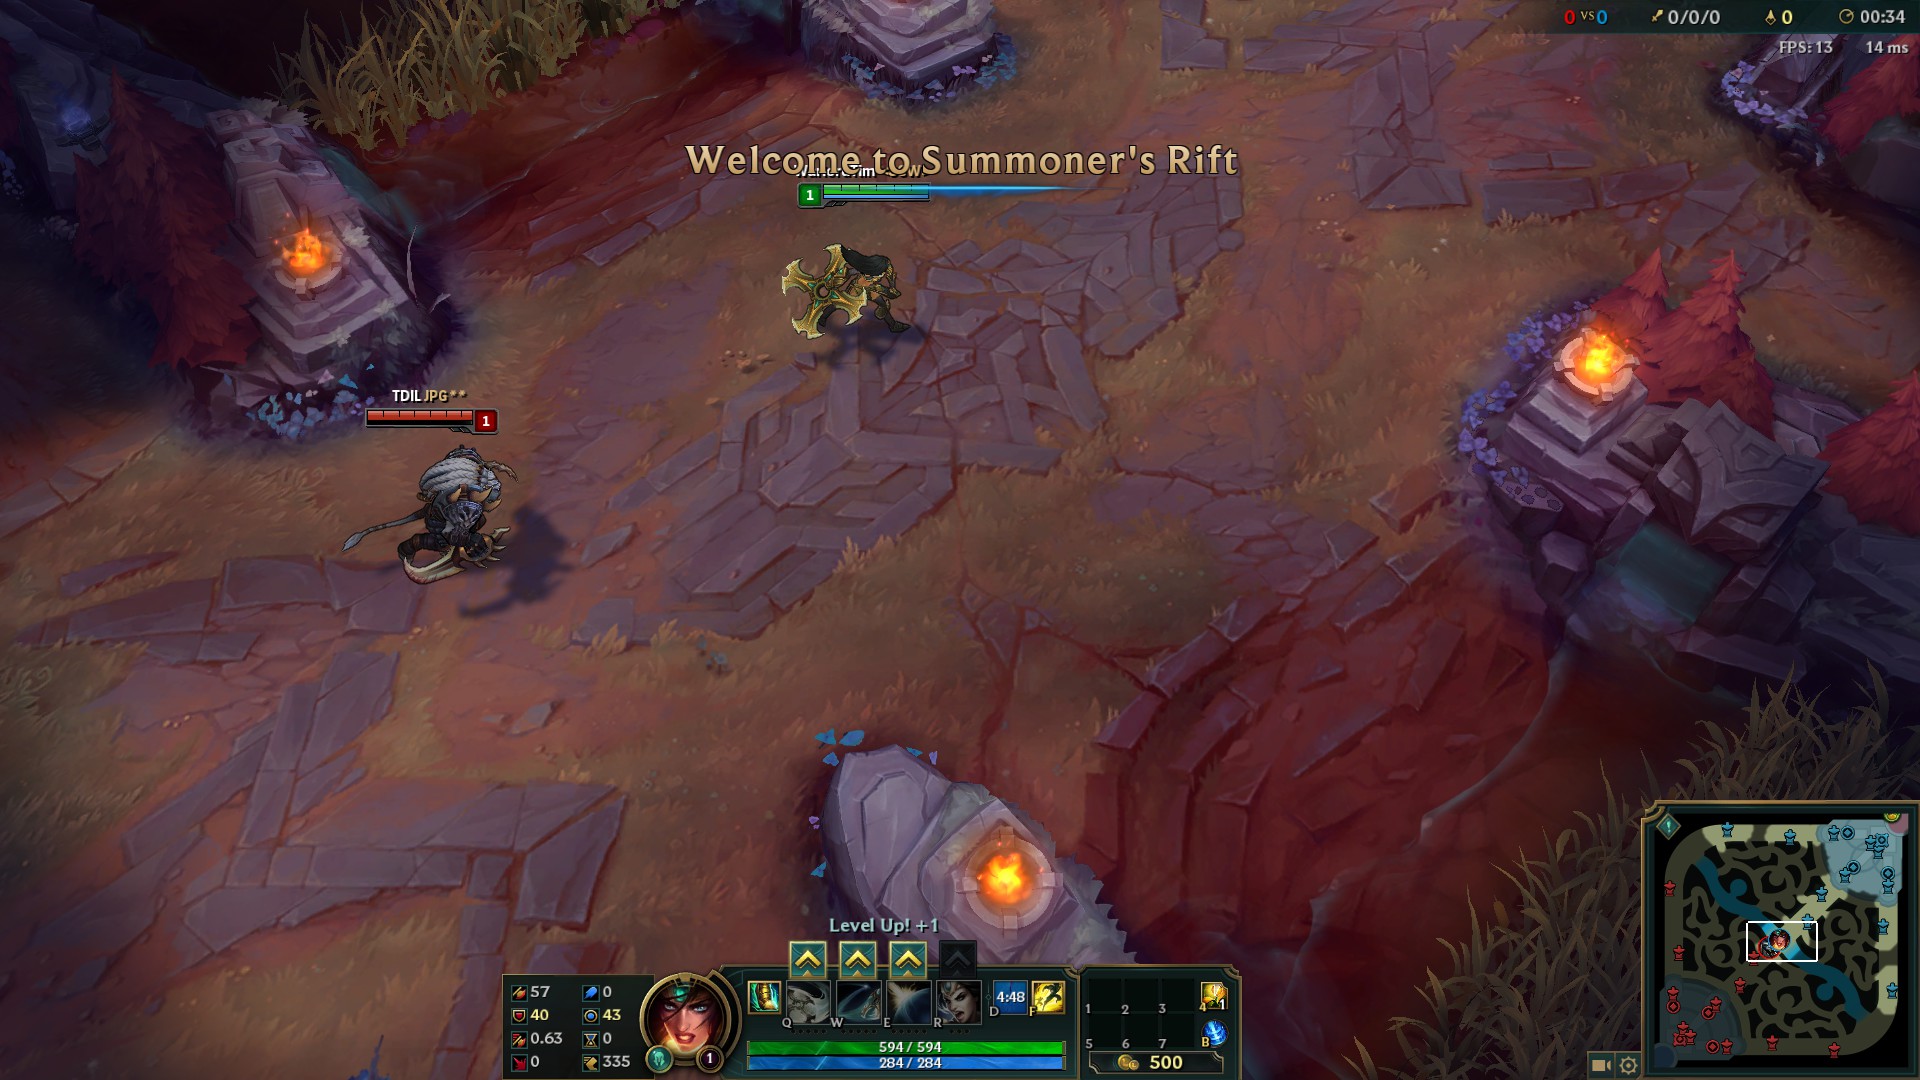 0 VS 0 0/0/0 0 00:34
FPS: 13 14 ms
Welcome to Summoner's Rift
1
TDIL JPG**
1
Level Up! +1
57 0
40 43
0.63 0
0 335
1
Q W E R
4:48
D F
594 / 594
284 / 284
1 2 3 4 1
5 6 7 B
500